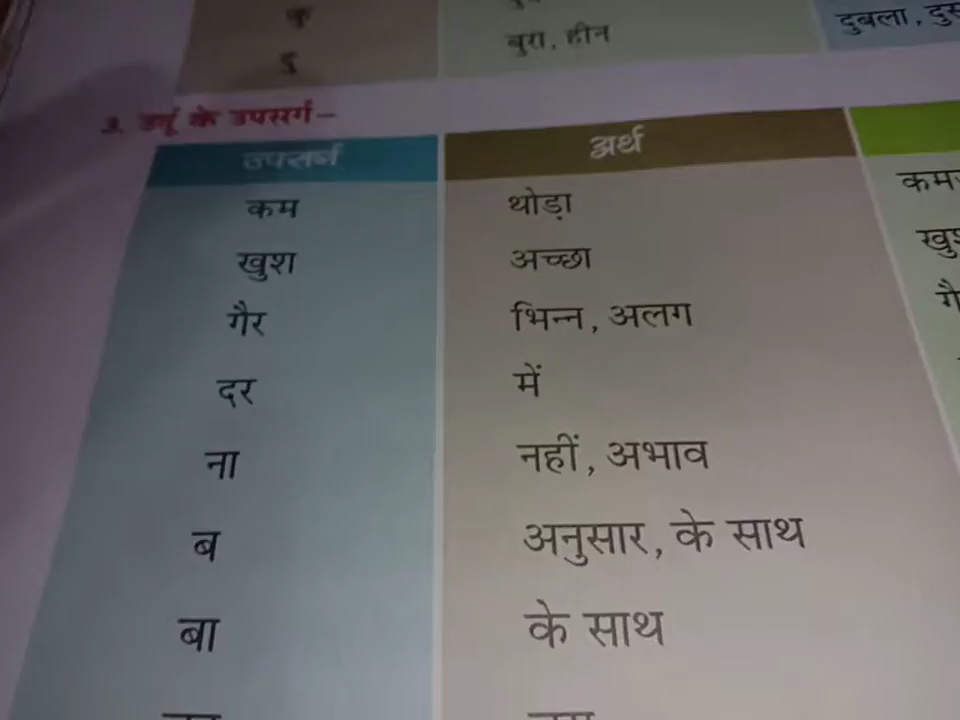 कु
दु बुरा, हीन दुबला,
3. उर्दू के उपसर्ग–
उपसर्ग अर्थ
कम थोड़ा
खुश अच्छा
गैर भिन्न, अलग
दर में
ना नहीं, अभाव
ब अनुसार, के साथ
बा के साथ